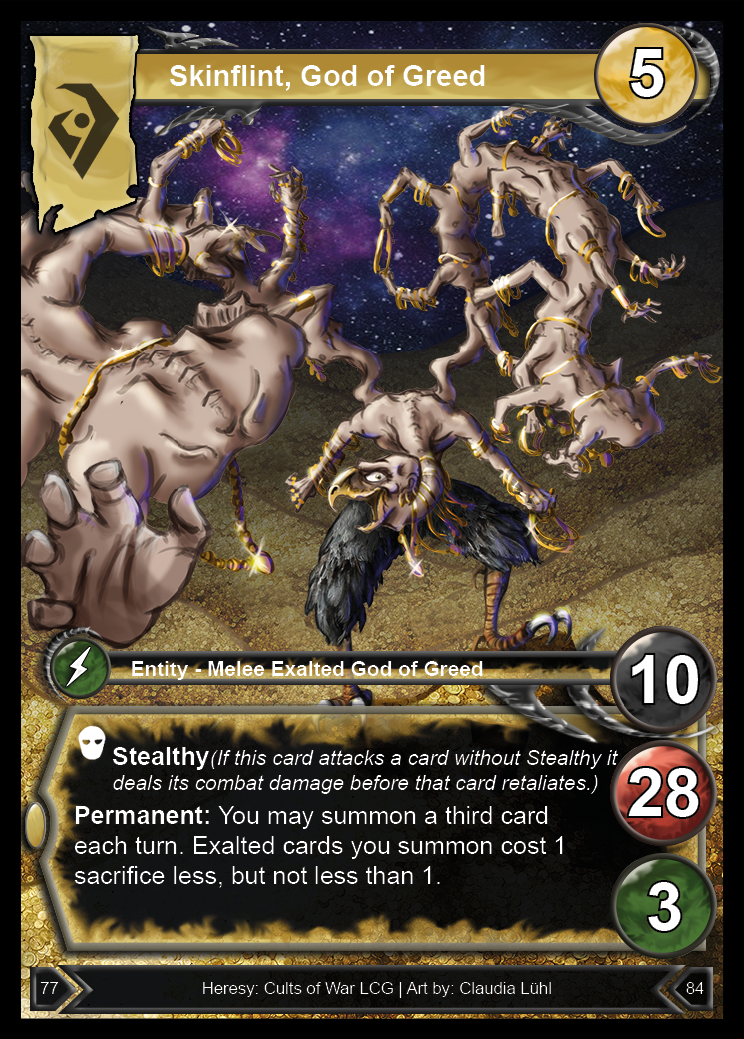 Skinflint, God of Greed
5
Entity - Melee Exalted God of Greed
10
Stealthy(If this card attacks a card without Stealthy it
deals its combat damage before that card retaliates.)
28
Permanent: You may summon a third card
each turn. Exalted cards you summon cost 1
sacrifice less, but not less than 1.
3
77
Heresy: Cults of War LCG | Art by: Claudia Lühl
84